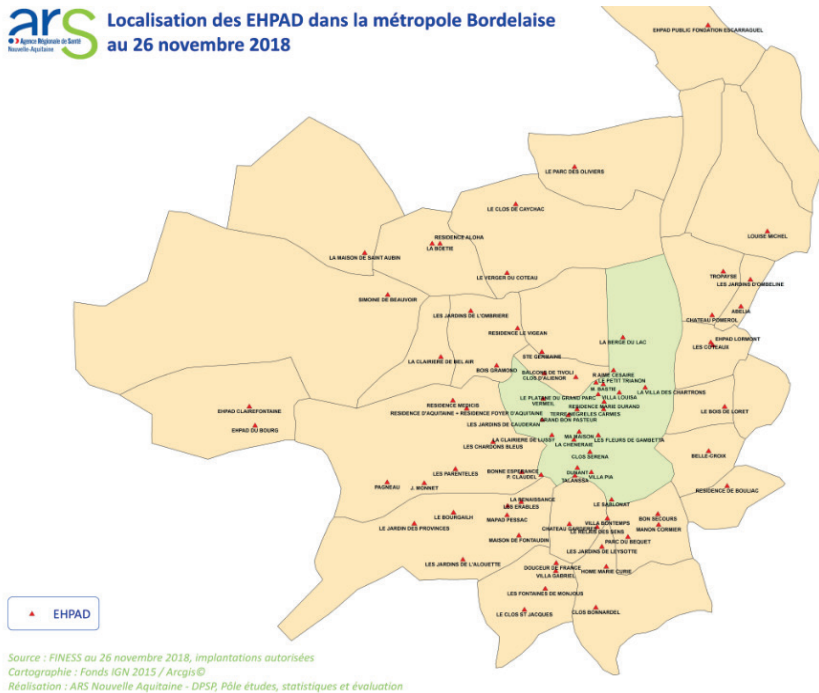 ars
Agence Régionale de Santé
Nouvelle-Aquitaine
Localisation des EHPAD dans la métropole Bordelaise
au 26 novembre 2018
EHPAD PUBLIC FONDATION ESCARRAGUEL
LE PARC DES OLIVIERS
LE CLOS DE CAYCHAC
LOUISE MICHEL
RESIDENCE ALOHA
LA BOETIE
LA MAISON DE SAINT AUBIN
LE VERGER DU COTEAU
TROPAYSE
LES JARDINS D'OMBELINE
SIMONE DE BEAUVOIR
ABELIA
LES JARDINS DE L'OMBRIERE
CHATEAU POMEROL
RESIDENCE LE VIGEAN
LA BERGE DU LAC
EHPAD LORMONT
LES COTEAUX
ETE GERBAINE
LA CLAIRIERE DE BEL AIR
BOIS GRAMOND
BALCONS DE TIVOLI
CLOS D'ALIENOR
R.AIME CESAIRE
LE PETIT TRIANON
M. BASTIE
LA VILLA DES CHARTRONS
LE PLATANE DU GRAND PARC
VILLA LOUISA
VERMEIL
RESIDENCE MEDICIS
RESIDENCE MARIE DURAND
EHPAD CLAIREFONTAINE
LE BOIS DE LORET
RESIDENCE D'AQUITAINE + RESIDENCE FOYER D'AQUITAINE
TERRE NEGRE
LES CARMES
GRAND BON PASTEUR
EHPAD DU BOURG
LES JARDINS DE CAUDERAN
MA MAISON
LA CLAIRIERE DE LUSSY
LES FLEURS DE GAMBETTA
LA CHENERAIE
LES CHARDONS BLEUS
CLOS SERENA
BELLE-CROIX
LES PARENTELES
BONNE ESPERANCE
P. CLAUDEL
DUNANT
VILLA PIA
TALANSSA
PAGNEAU
J. MONNET
RESIDENCE DE BOULIAC
LA RENAISSANCE
LES ERABLES
LE SABLONAT
LE BOURGAILH
MAPAD PESSAC
BON SECOURS
VILLA BONTEMPS
LE JARDIN DES PROVINCES
MANON CORMIER
LE RELAIS DES SENS
MAISON DE FONTAUDIN
PARC DU BEQUET
LES JARDINS DE LEYSOTTE
LES JARDINS DE L'ALOUETTE
DOUCEUR DE FRANCE
HOME MARIE CURIE
VILLA GABRIEL
LES FONTAINES DE MONJOUS
LE CLOS ST JACQUES
CLOS BONNARDEL
EHPAD
Source : FINESS au 26 novembre 2018, implantations autorisées
Cartographie : Fonds IGN 2015 / Arcgis©
Réalisation : ARS Nouvelle Aquitaine - DPSP, Pôle études, statistiques et évaluation